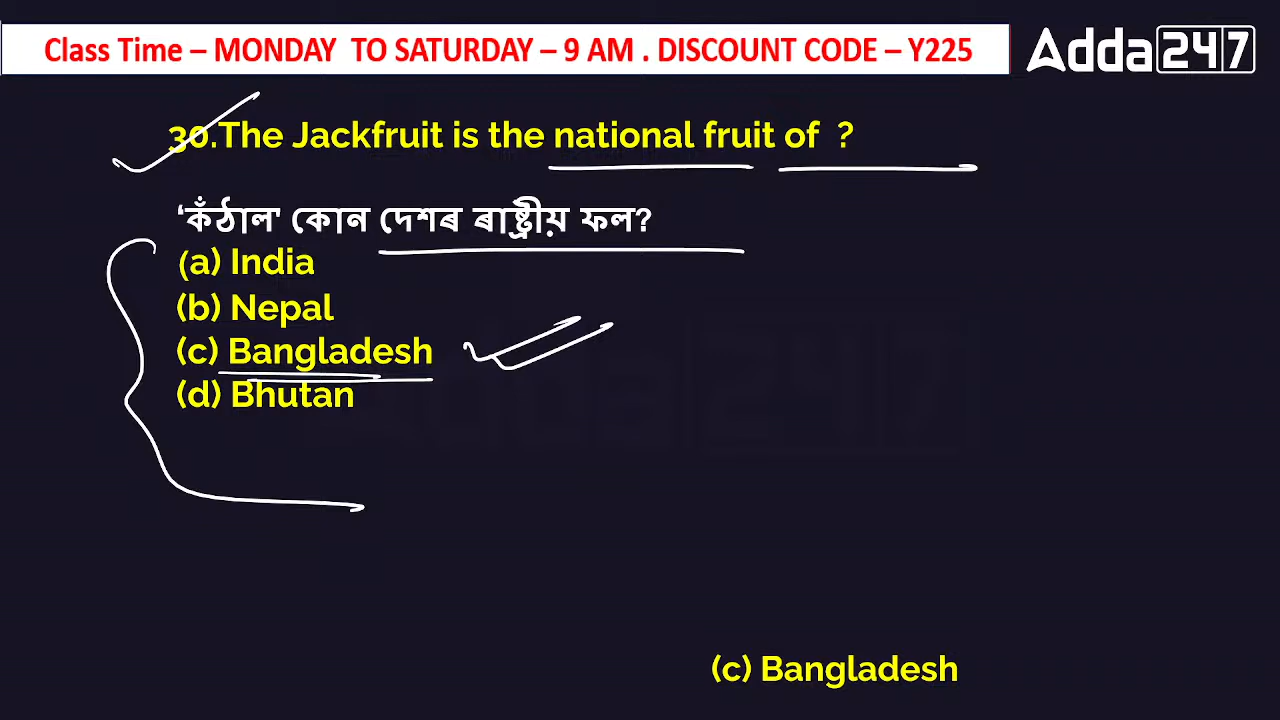 Class Time – MONDAY TO SATURDAY – 9 AM . DISCOUNT CODE – Y225
Adda247
30.The Jackfruit is the national fruit of ?
‘কঁঠাল' কোন দেশৰ ৰাষ্ট্ৰীয় ফল?
(a) India
(b) Nepal
(c) Bangladesh
(d) Bhutan
(c) Bangladesh